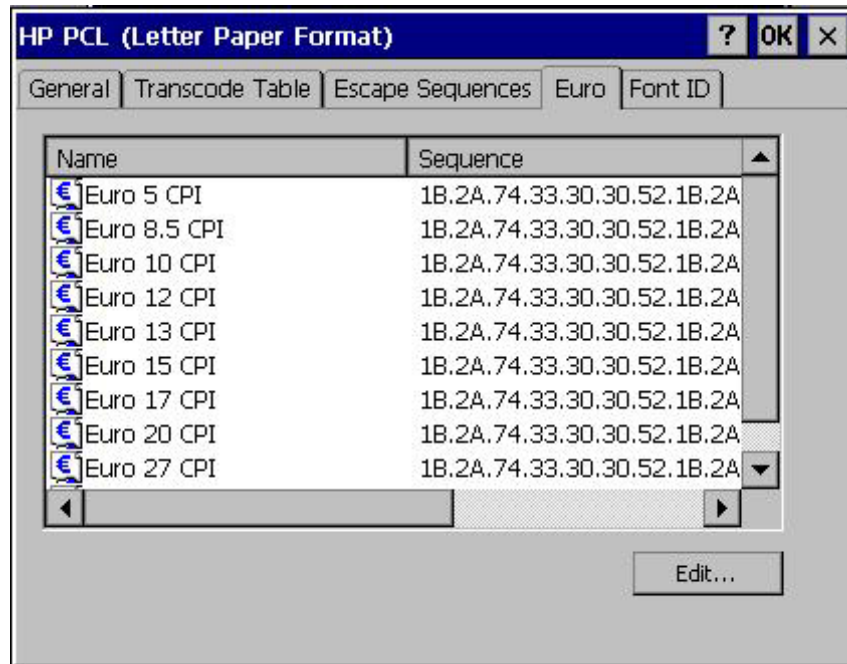 HP PCL (Letter Paper Format) ? OK ×
General Transcode Table Escape Sequences Euro Font ID
Name Sequence
€ Euro 5 CPI 1B.2A.74.33.30.30.52.1B.2A
€ Euro 8.5 CPI 1B.2A.74.33.30.30.52.1B.2A
€ Euro 10 CPI 1B.2A.74.33.30.30.52.1B.2A
€ Euro 12 CPI 1B.2A.74.33.30.30.52.1B.2A
€ Euro 13 CPI 1B.2A.74.33.30.30.52.1B.2A
€ Euro 15 CPI 1B.2A.74.33.30.30.52.1B.2A
€ Euro 17 CPI 1B.2A.74.33.30.30.52.1B.2A
€ Euro 20 CPI 1B.2A.74.33.30.30.52.1B.2A
€ Euro 27 CPI 1B.2A.74.33.30.30.52.1B.2A
Edit...